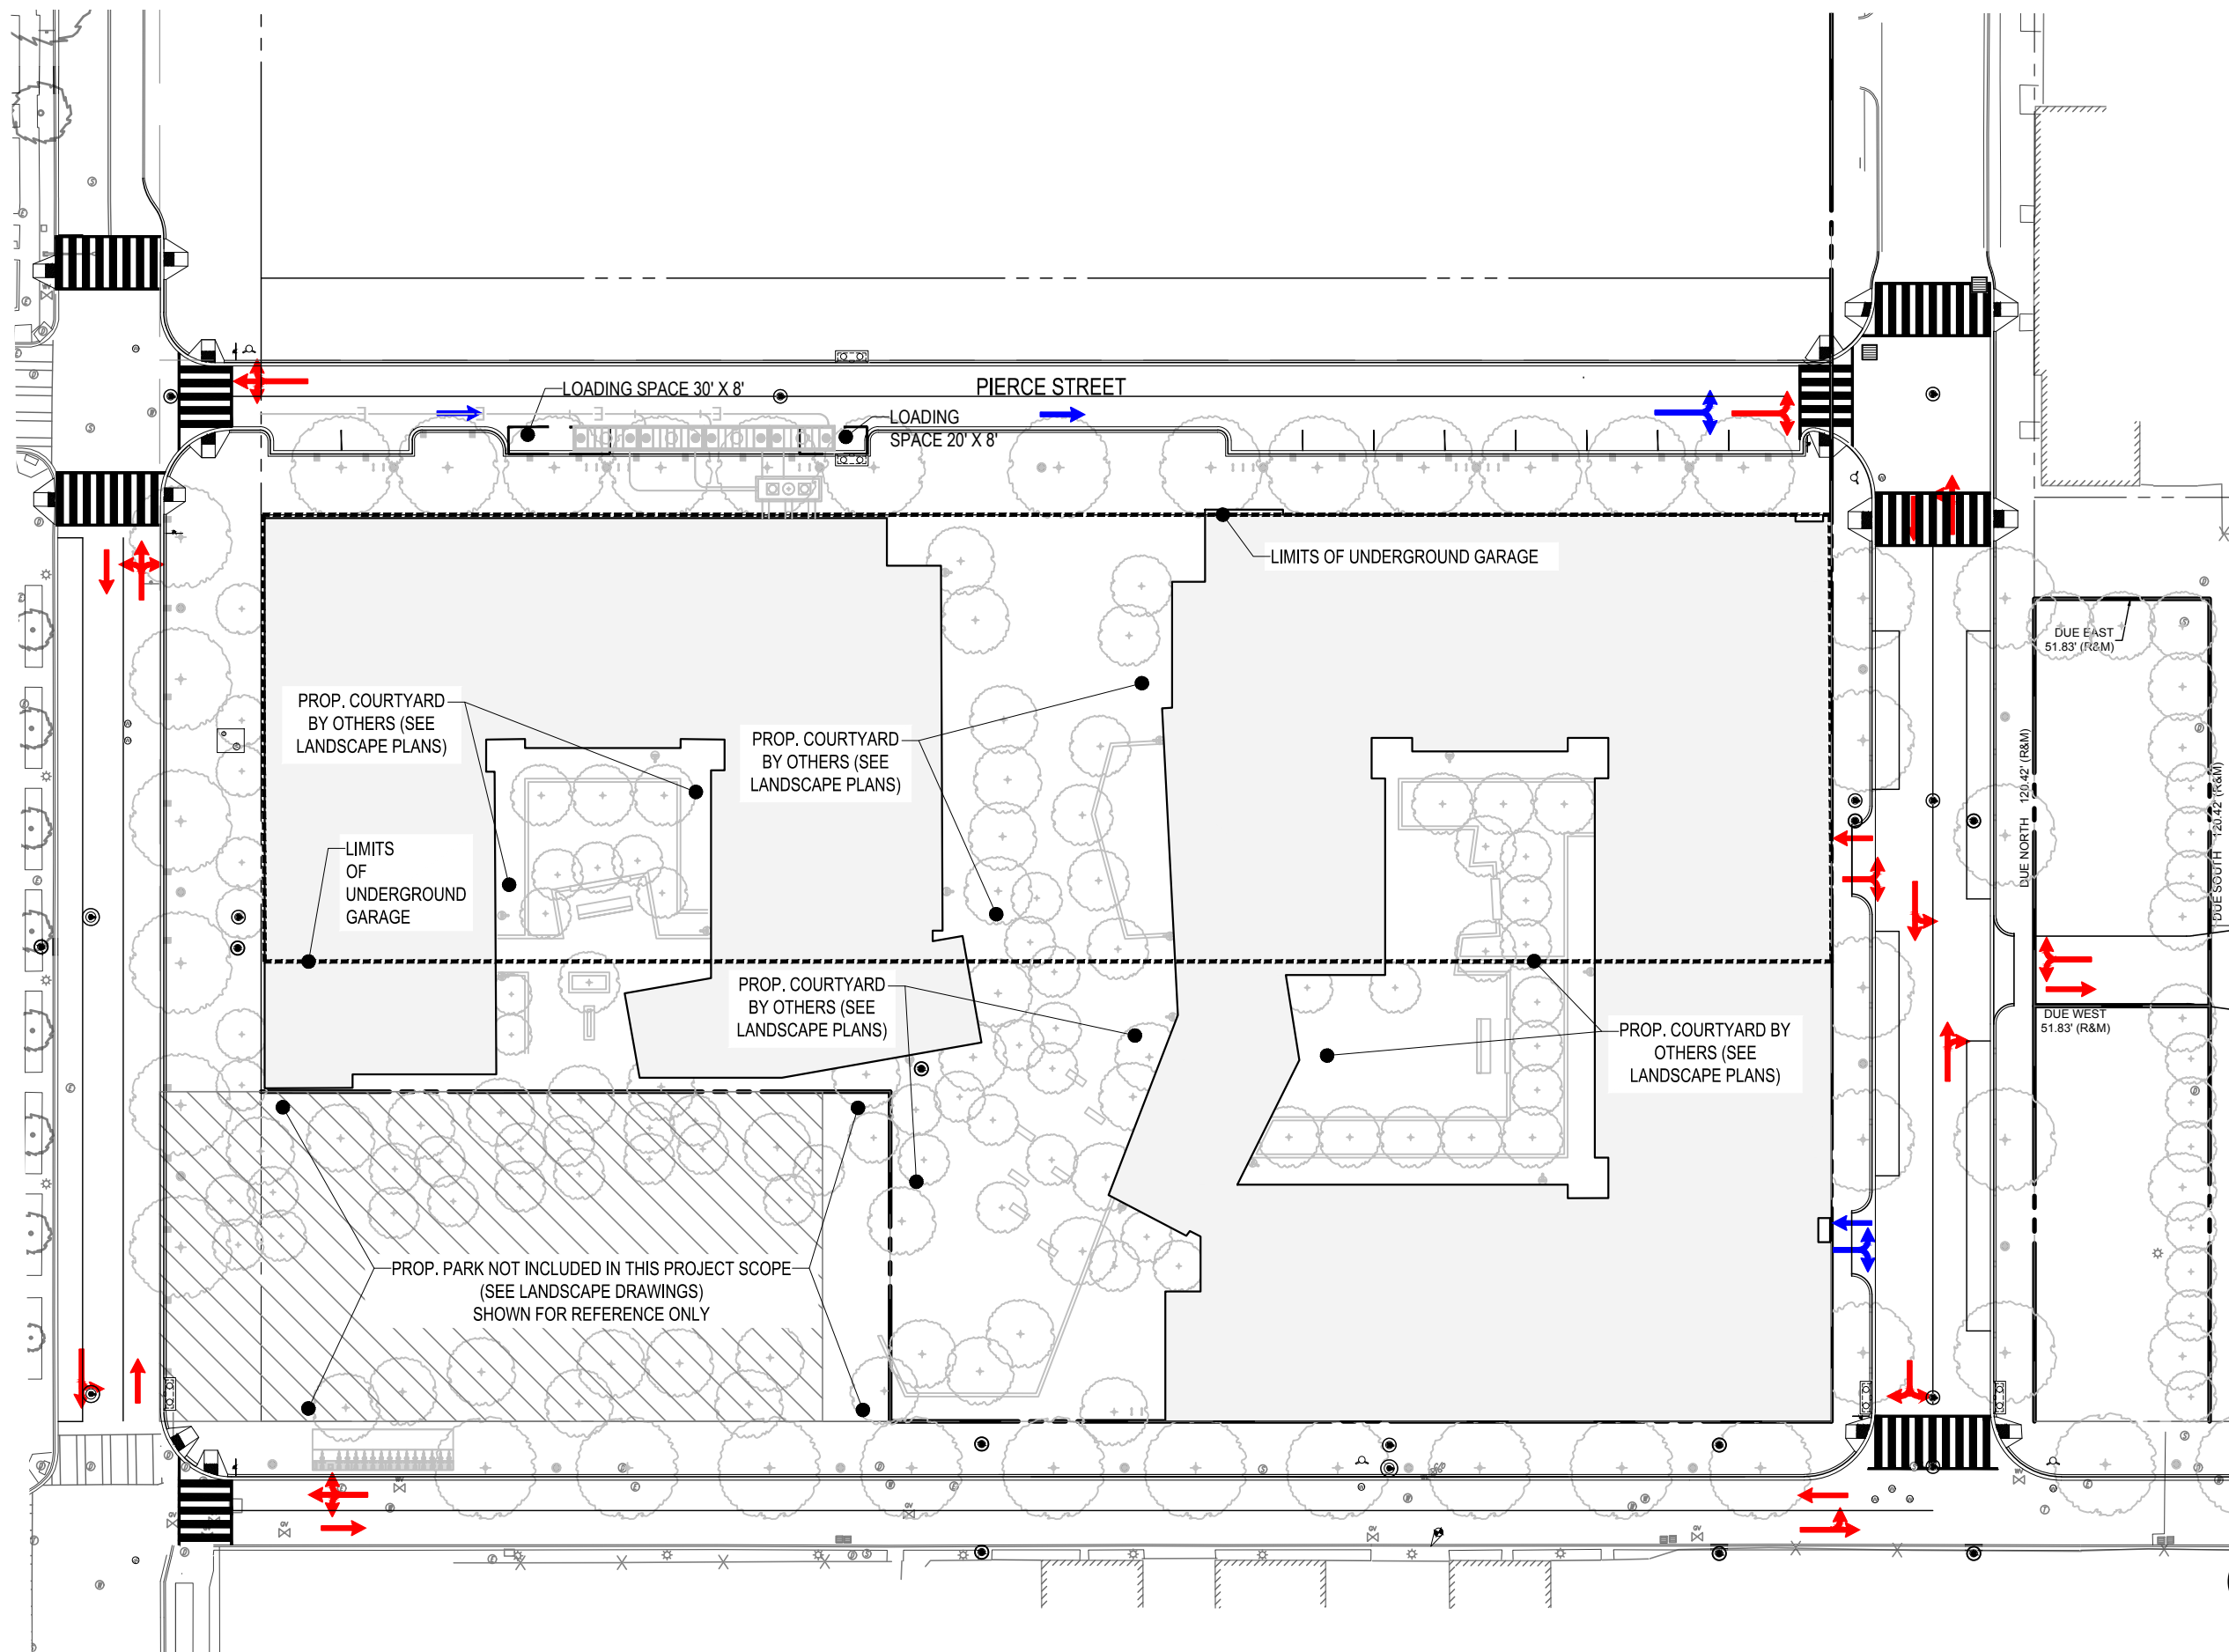 LOADING SPACE 30' X 8'
PIERCE STREET
LOADING
SPACE 20' X 8'
LIMITS OF UNDERGROUND GARAGE
DUE EAST
51.83' (R&M)
PROP. COURTYARD
BY OTHERS (SEE
LANDSCAPE PLANS)
PROP. COURTYARD
BY OTHERS (SEE
LANDSCAPE PLANS)
DUE NORTH 120.42' (R&M)
DUE SOUTH 120.42' (R&M)
LIMITS
OF
UNDERGROUND
GARAGE
PROP. COURTYARD
BY OTHERS (SEE
LANDSCAPE PLANS)
DUE WEST
51.83' (R&M)
PROP. COURTYARD BY
OTHERS (SEE
LANDSCAPE PLANS)
PROP. PARK NOT INCLUDED IN THIS PROJECT SCOPE
(SEE LANDSCAPE DRAWINGS)
SHOWN FOR REFERENCE ONLY